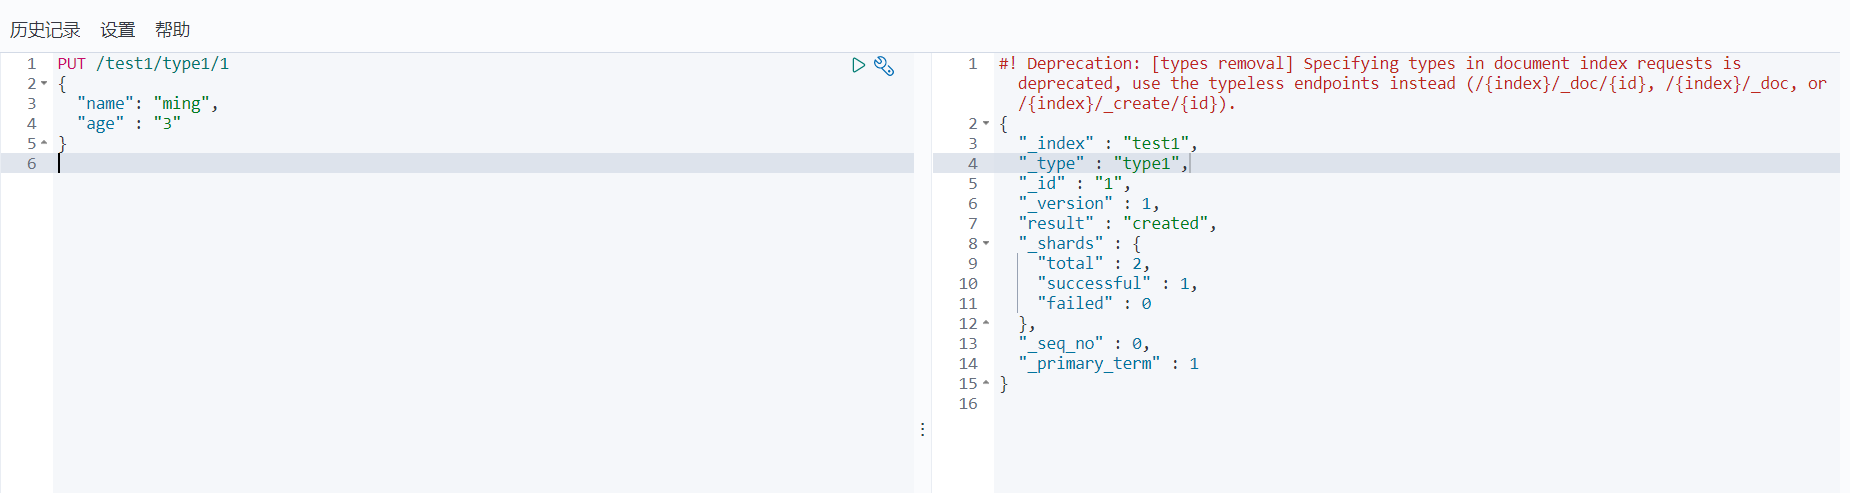 历史记录 设置 帮助
1 PUT /test1/type1/1
2 {
3 "name": "ming",
4 "age" : "3"
5 }
6
1 #! Deprecation: [types removal] Specifying types in document index requests is
deprecated, use the typeless endpoints instead (/{index}/_doc/{id}, /{index}/_doc, or
/{index}/_create/{id}).
2 {
3 "_index" : "test1",
4 "_type" : "type1",
5 "_id" : "1",
6 "_version" : 1,
7 "result" : "created",
8 "_shards" : {
9 "total" : 2,
10 "successful" : 1,
11 "failed" : 0
12 },
13 "_seq_no" : 0,
14 "_primary_term" : 1
15 }
16